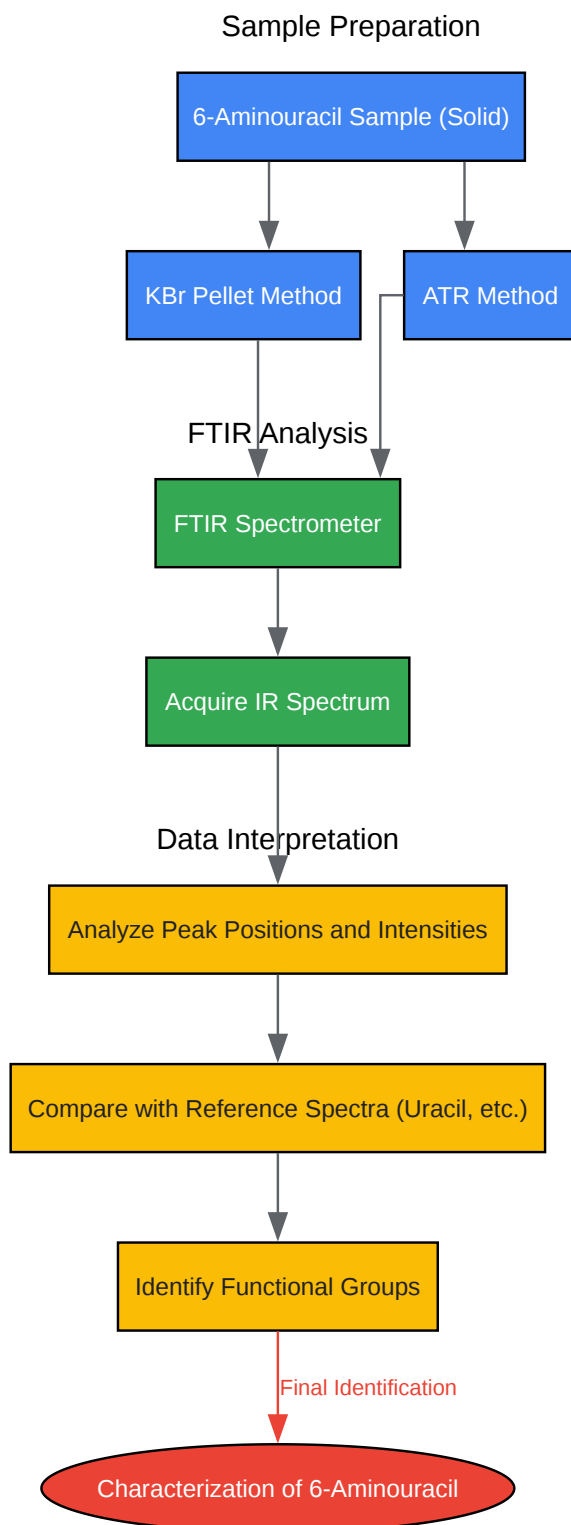 Sample Preparation
6-Aminouracil Sample (Solid)
KBr Pellet Method
ATR Method
FTIR Analysis
FTIR Spectrometer
Acquire IR Spectrum
Data Interpretation
Analyze Peak Positions and Intensities
Compare with Reference Spectra (Uracil, etc.)
Identify Functional Groups
Final Identification
Characterization of 6-Aminouracil